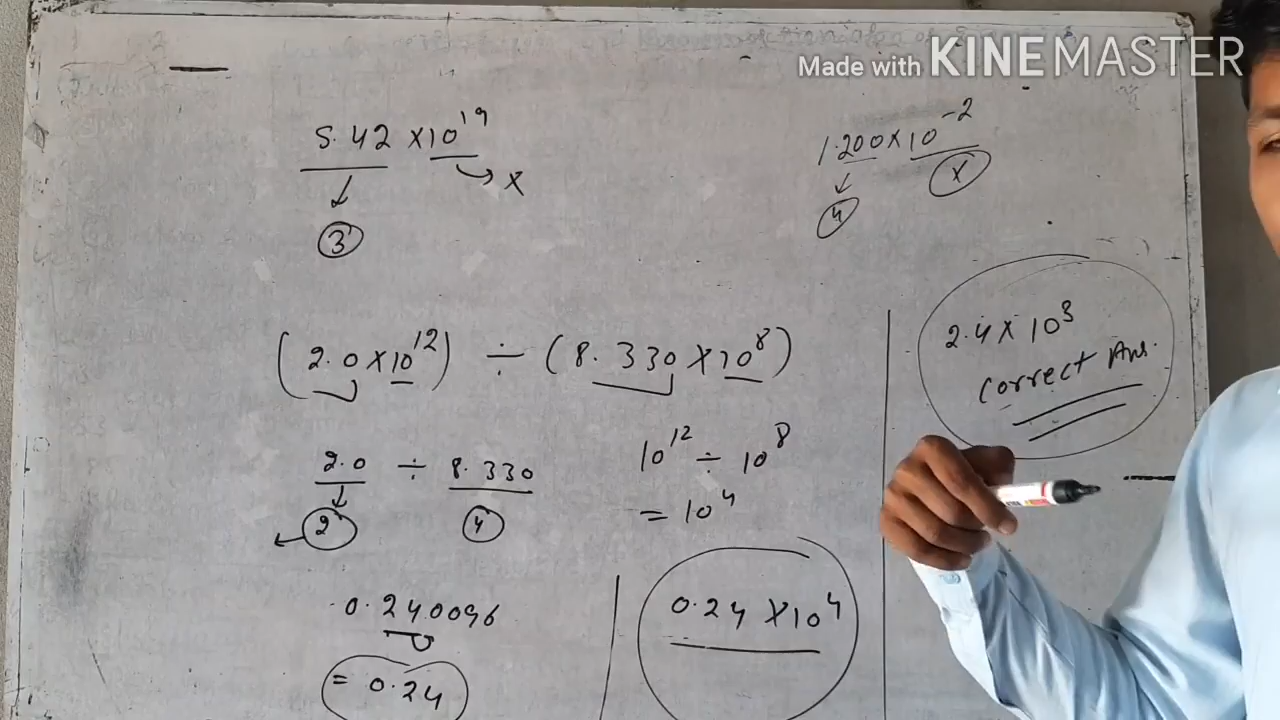 Made with KINEMASTER
5.42 ×10¹⁹
→ x
↓
3
1.200×10⁻²
↓
4
x
(2.0×10¹²) ÷ (8.330×10⁸)
2.0 ÷ 8.330
↓
2
4
10¹² ÷ 10⁸
= 10⁴
0.240096
= 0.24
0.24 ×10⁴
2.4×10³
correct Ans.